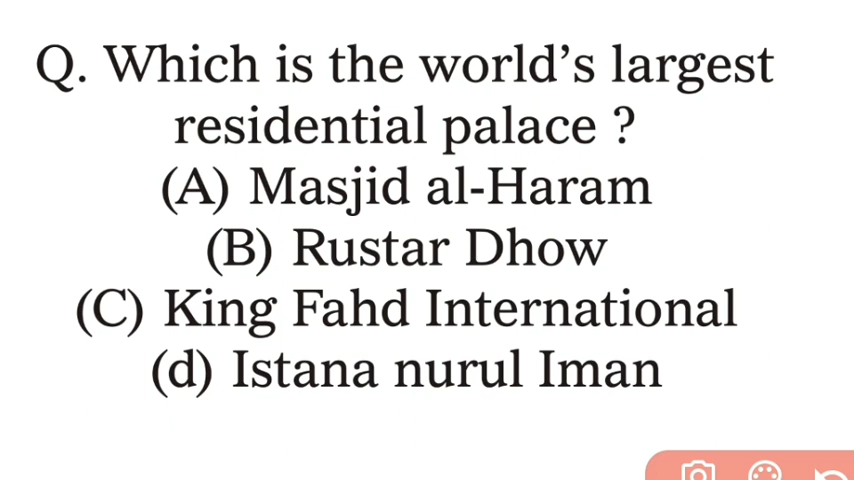 Q. Which is the world’s largest
residential palace ?
(A) Masjid al-Haram
(B) Rustar Dhow
(C) King Fahd International
(d) Istana nurul Iman